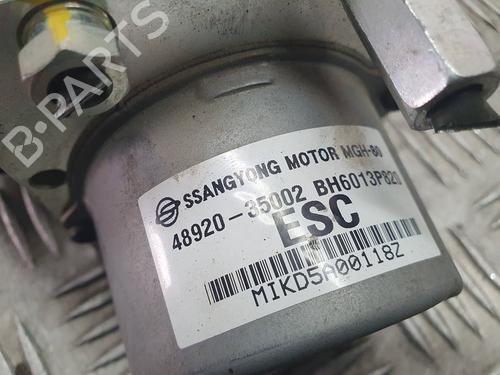 B-PARTS
SSANGYONG MOTOR MGH-80
48920-35002 BH6013P820
ESC
MIKD5A00118Z